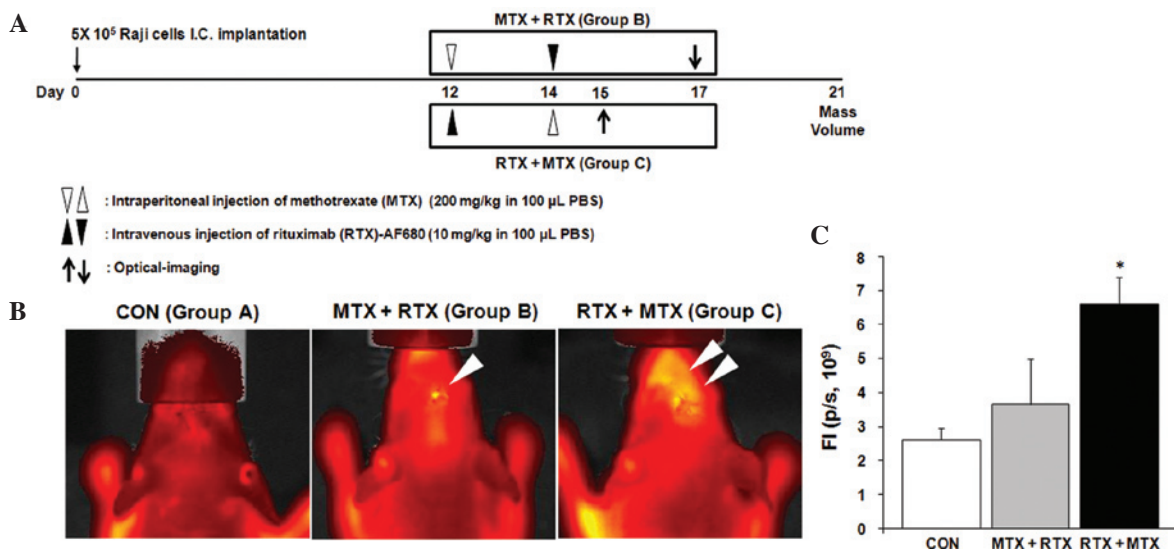 A
MTX + RTX (Group B)
5X 10⁵ Raji cells I.C. implantation
Day 0 12 14 15 17 21
Mass
Volume
RTX + MTX (Group C)
: Intraperitoneal injection of methotrexate (MTX) (200 mg/kg in 100 µL PBS)
: Intravenous injection of rituximab (RTX)-AF680 (10 mg/kg in 100 µL PBS)
: Optical-imaging
B
CON (Group A) MTX + RTX (Group B) RTX + MTX (Group C)
C
FI (p/s, 10⁹)
8
7
6
5
4
3
2
1
0
*
CON MTX + RTX RTX + MTX